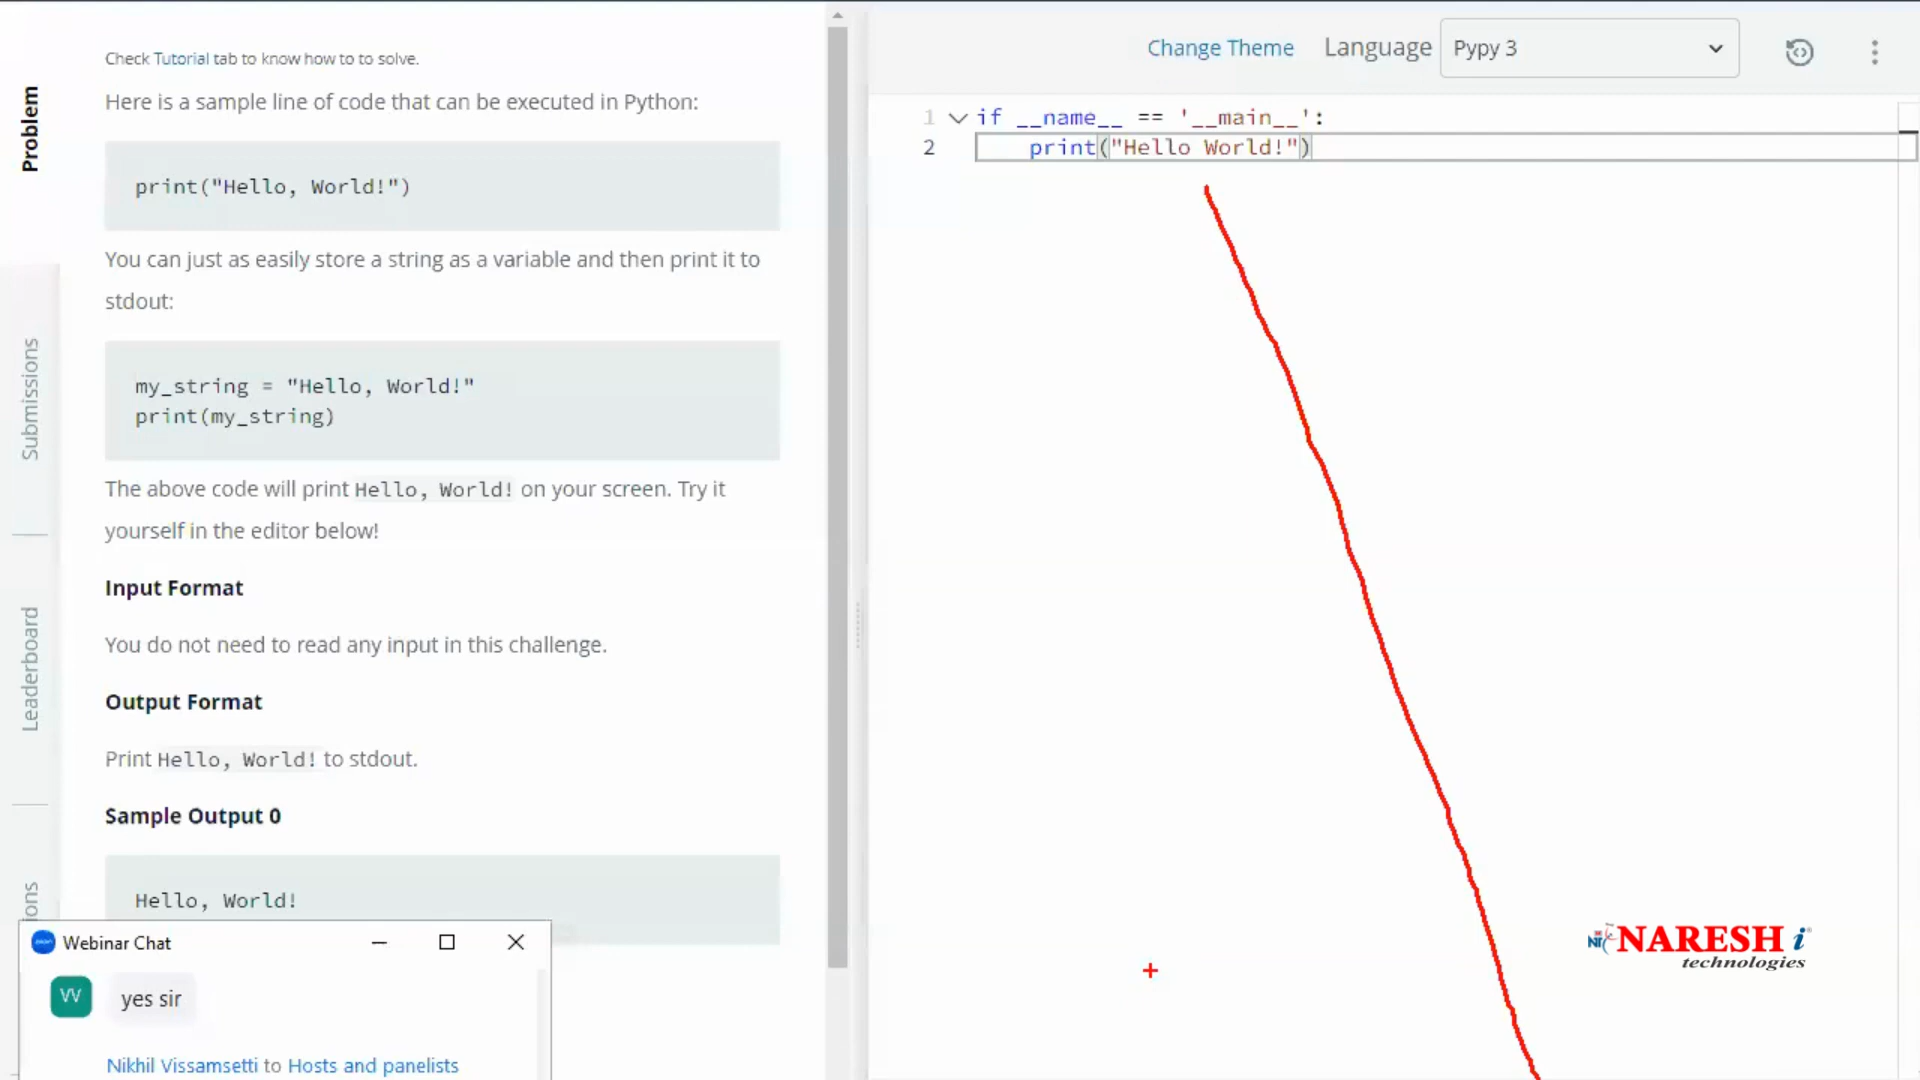 Problem
Submissions
Leaderboard
ions
Check Tutorial tab to know how to to solve.
Here is a sample line of code that can be executed in Python:
print("Hello, World!")
You can just as easily store a string as a variable and then print it to
stdout:
my_string = "Hello, World!"
print(my_string)
The above code will print Hello, World! on your screen. Try it
yourself in the editor below!
Input Format
You do not need to read any input in this challenge.
Output Format
Print Hello, World! to stdout.
Sample Output 0
Hello, World!
Webinar Chat
VV
yes sir
Nikhil Vissamsetti to Hosts and panelists
Change Theme Language Pypy 3
1 if __name__ == '__main__':
2 print("Hello World!")
NARESH i
technologies